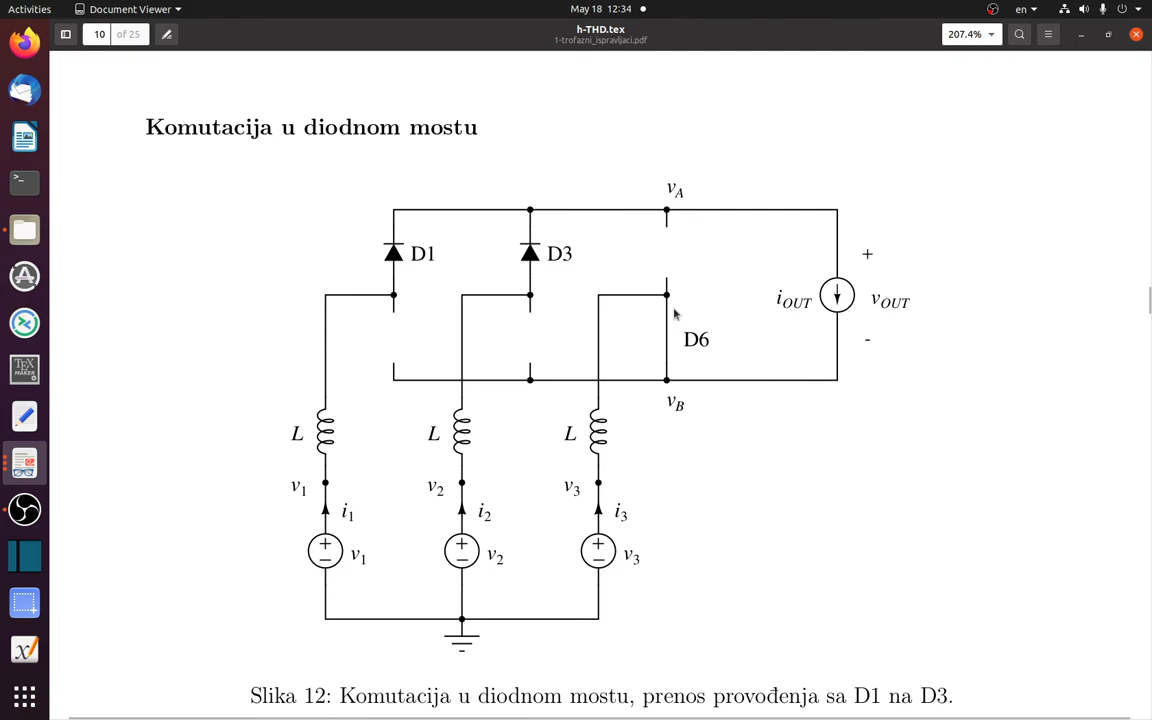 Activities
Document Viewer
May 18 12:34
en
10 of 25
h-THD.tex
1-trofazni_ispravljaci.pdf
207.4%
Komutacija u diodnom mostu
vA
D1
D3
+
iOUT
vOUT
D6
-
vB
L
L
L
v1
v2
v3
i1
i2
i3
+
+
+
v1
v2
v3
−
−
−
Slika 12: Komutacija u diodnom mostu, prenos provođenja sa D1 na D3.
TEX
MAKER